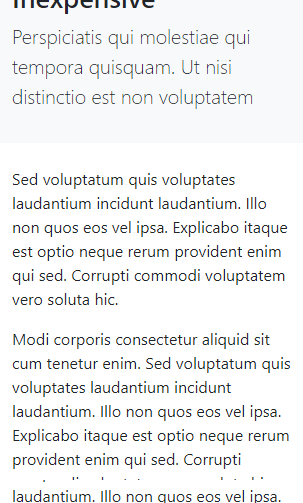 Inexpensive
Perspiciatis qui molestiae qui
tempora quisquam. Ut nisi
distinctio est non voluptatem
Sed voluptatum quis voluptates
laudantium incidunt laudantium. Illo
non quos eos vel ipsa. Explicabo itaque
est optio neque rerum provident enim
qui sed. Corrupti commodi voluptatem
vero soluta hic.
Modi corporis consectetur aliquid sit
cum tenetur enim. Sed voluptatum quis
voluptates laudantium incidunt
laudantium. Illo non quos eos vel ipsa.
Explicabo itaque est optio neque rerum
provident enim qui sed. Corrupti
laudantium. Illo non quos eos vel ipsa.